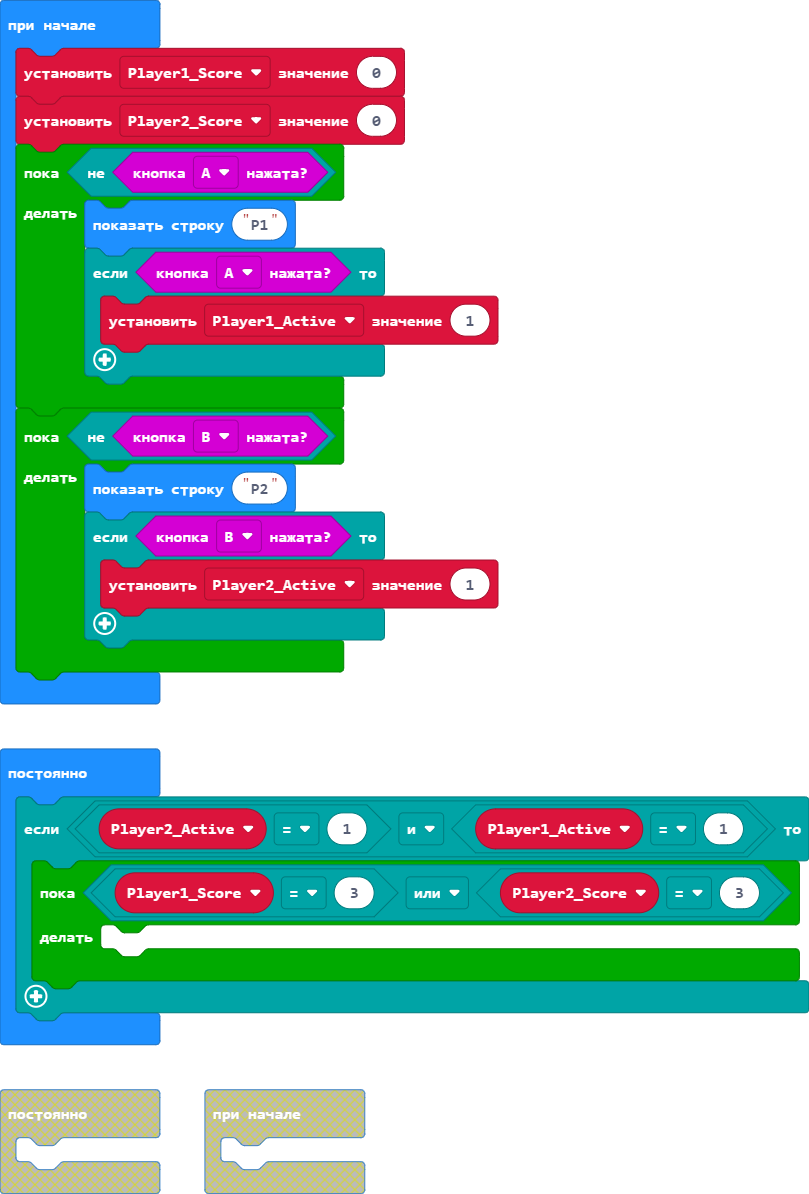 при начале
установить Player1_Score значение 0
установить Player2_Score значение 0
пока не кнопка A нажата?
делать
показать строку "P1"
если кнопка A нажата? то
установить Player1_Active значение 1
пока не кнопка B нажата?
делать
показать строку "P2"
если кнопка B нажата? то
установить Player2_Active значение 1
постоянно
если Player2_Active = 1 и Player1_Active = 1 то
пока Player1_Score = 3 или Player2_Score = 3
делать
постоянно
при начале